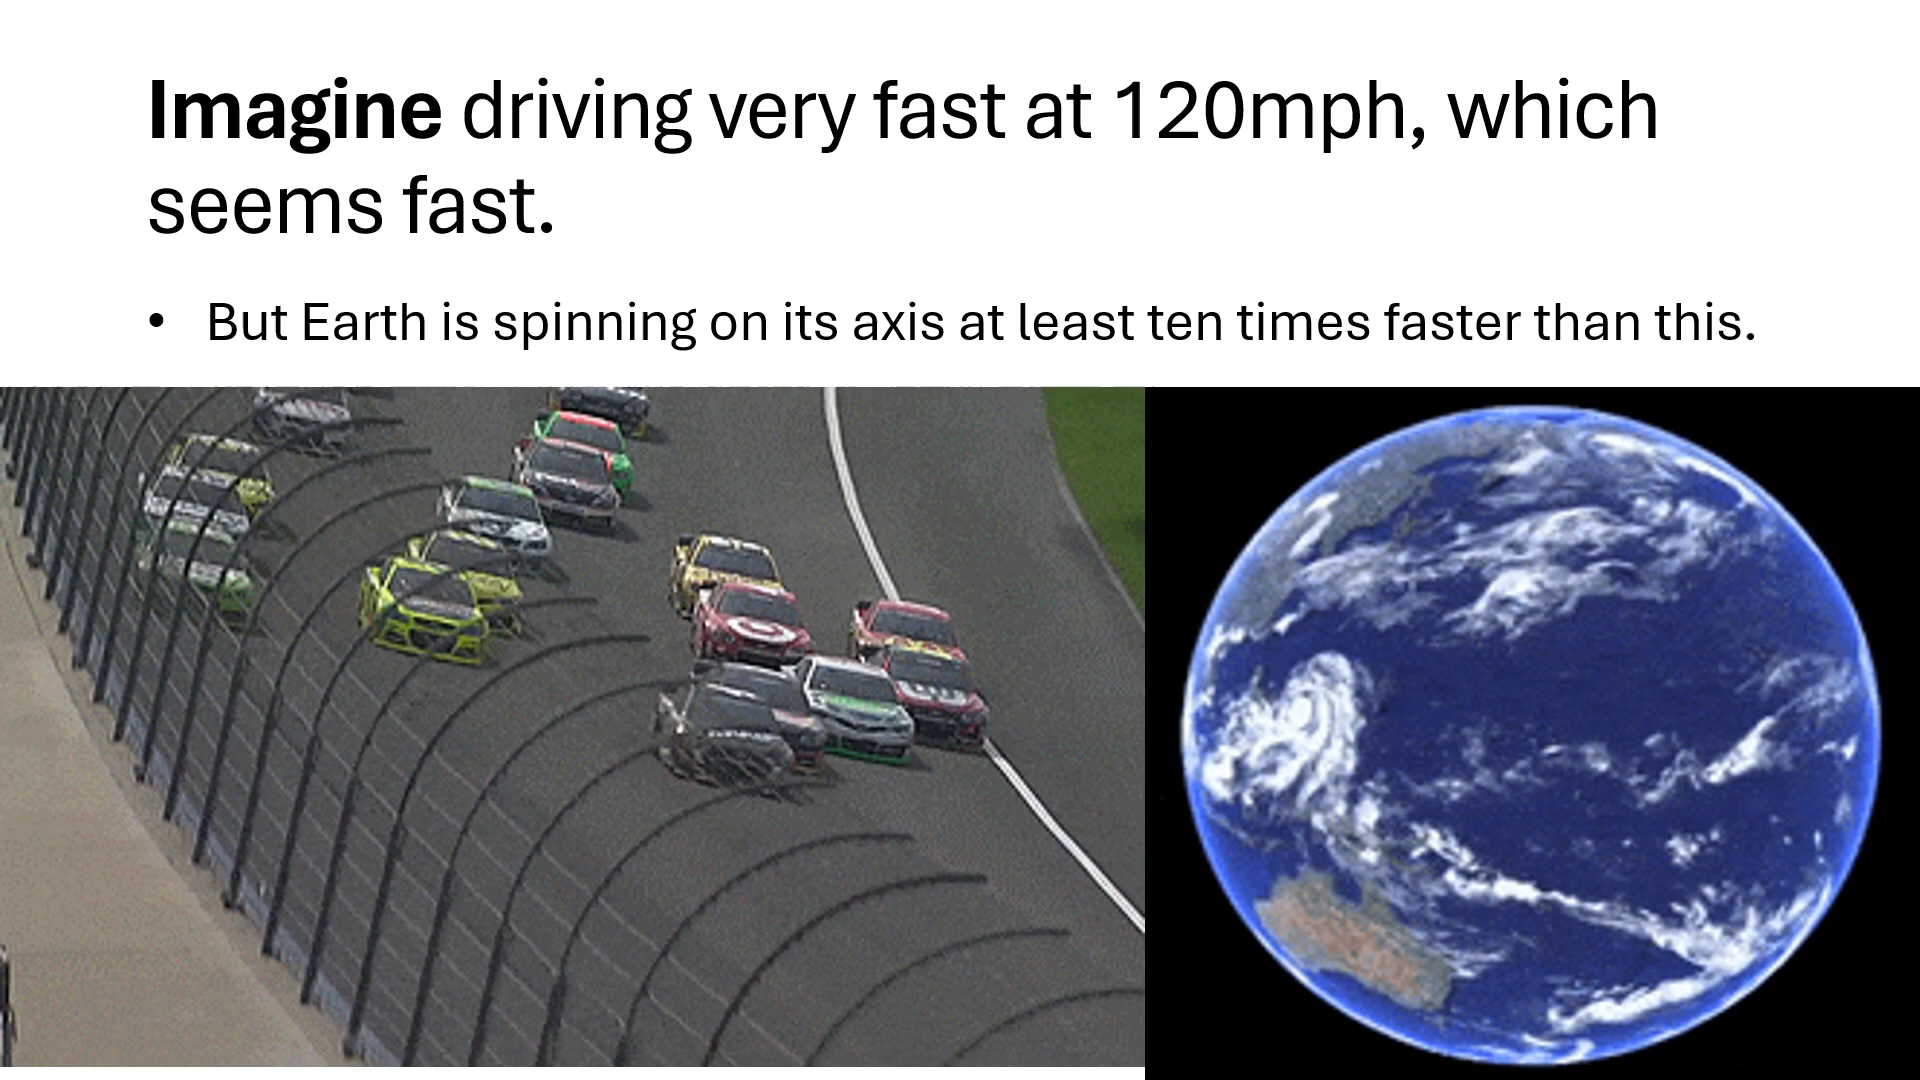 Imagine driving very fast at 120mph, which
seems fast.
• But Earth is spinning on its axis at least ten times faster than this.